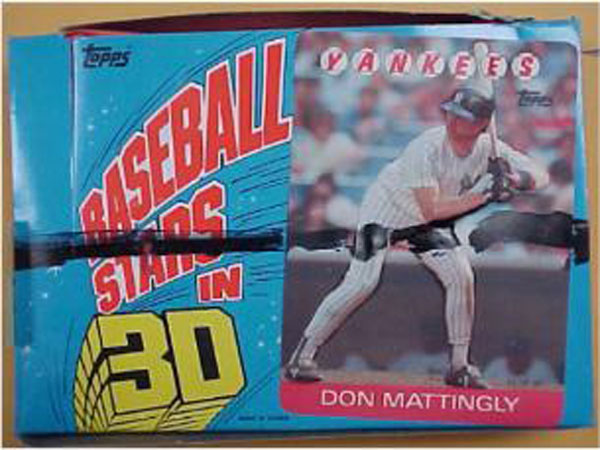 Topps
BASEBALL
STARS
IN
3D
YANKEES
Topps
DON MATTINGLY